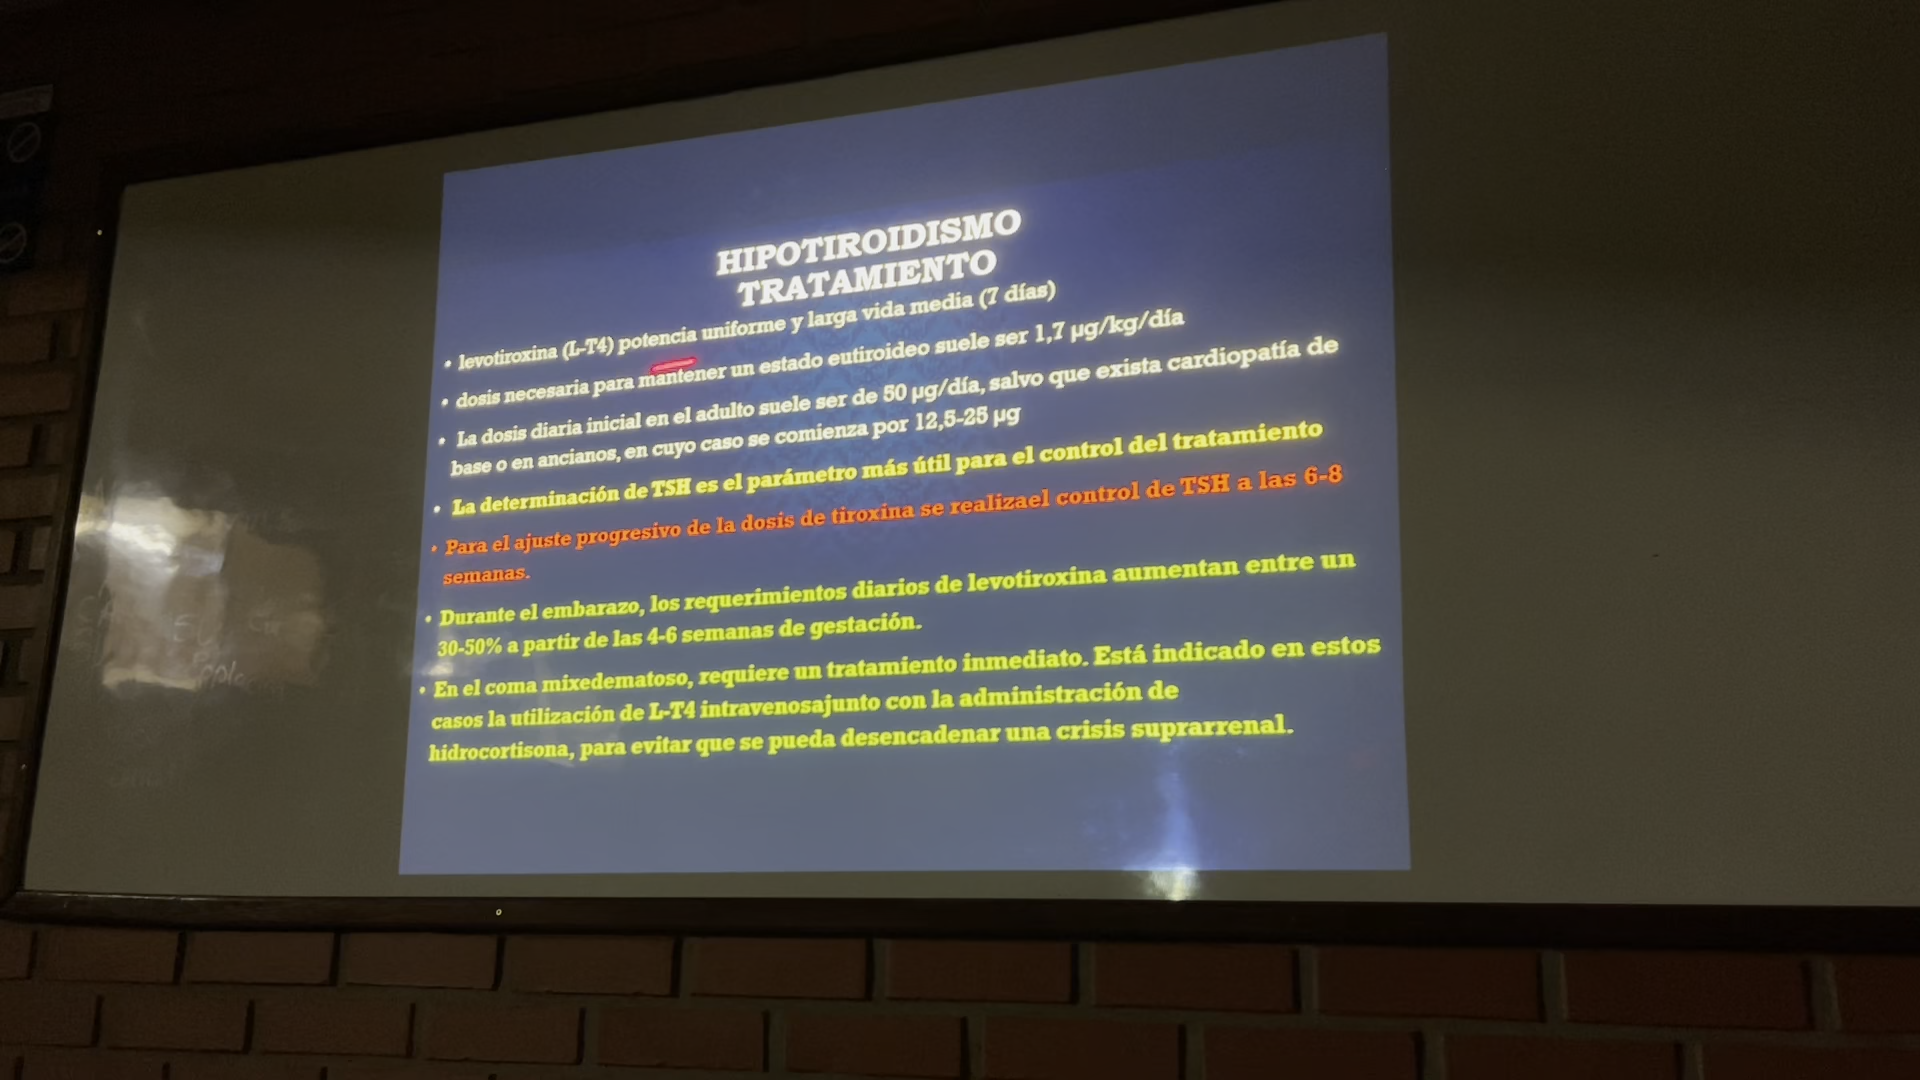 HIPOTIROIDISMO
TRATAMIENTO
• levotiroxina (L-T4) potencia uniforme y larga vida media (7 días)
• dosis necesaria para mantener un estado eutiroideo suele ser 1,7 µg/kg/día
• La dosis diaria inicial en el adulto suele ser de 50 µg/día, salvo que exista cardiopatía de
base o en ancianos, en cuyo caso se comienza por 12,5-25 µg
• La determinación de TSH es el parámetro más útil para el control del tratamiento
• Para el ajuste progresivo de la dosis de tiroxina se realizael control de TSH a las 6-8
semanas.
• Durante el embarazo, los requerimientos diarios de levotiroxina aumentan entre un
30-50% a partir de las 4-6 semanas de gestación.
• En el coma mixedematoso, requiere un tratamiento inmediato. Está indicado en estos
casos la utilización de L-T4 intravenosajunto con la administración de
hidrocortisona, para evitar que se pueda desencadenar una crisis suprarrenal.